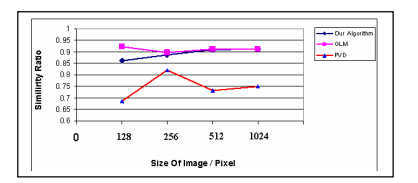 1
0.95
0.9
0.85
0.8
0.75
0.7
0.65
0.6
Similirty Ratio
0 128 256 512 1024
Size Of Image / Pixel
Our Algorithm
GLM
PVD